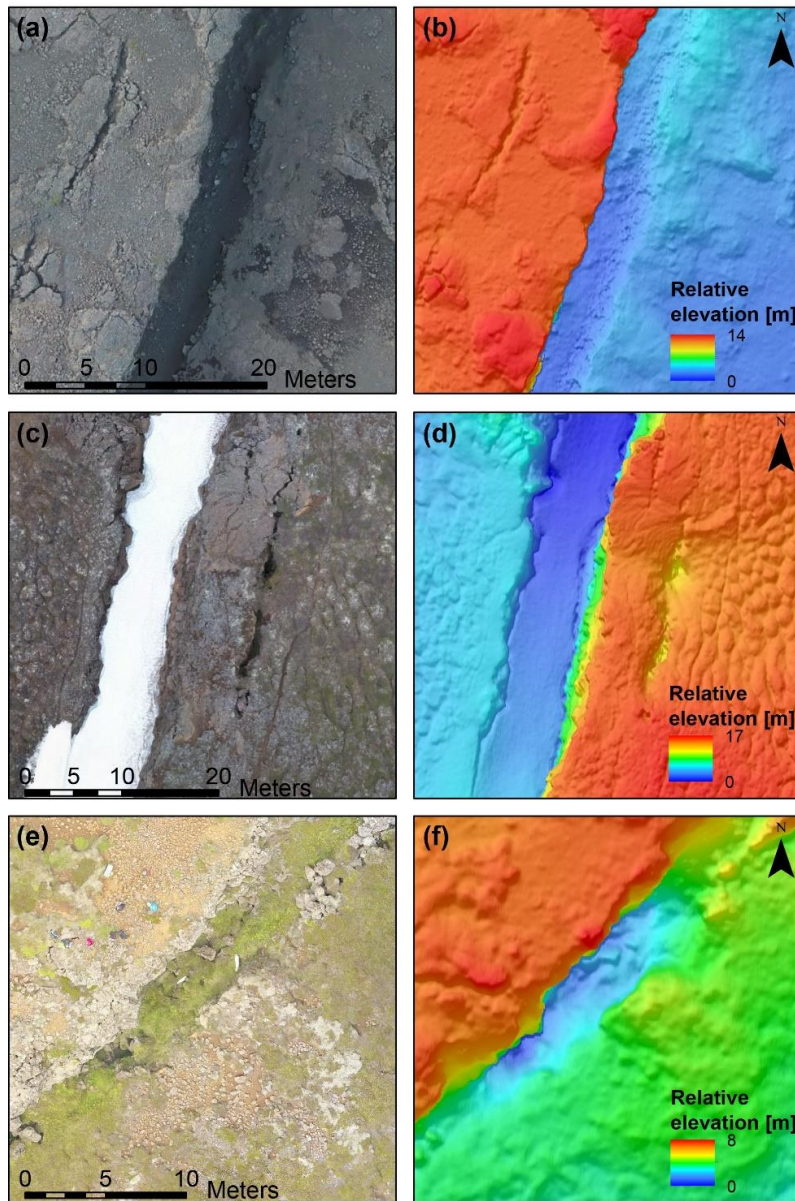 (a)
0 5 10 20 Meters
(b)
N
Relative
elevation [m]
14
0
(c)
0 5 10 20 Meters
(d)
N
Relative
elevation [m]
17
0
(e)
0 5 10 Meters
(f)
N
Relative
elevation [m]
8
0